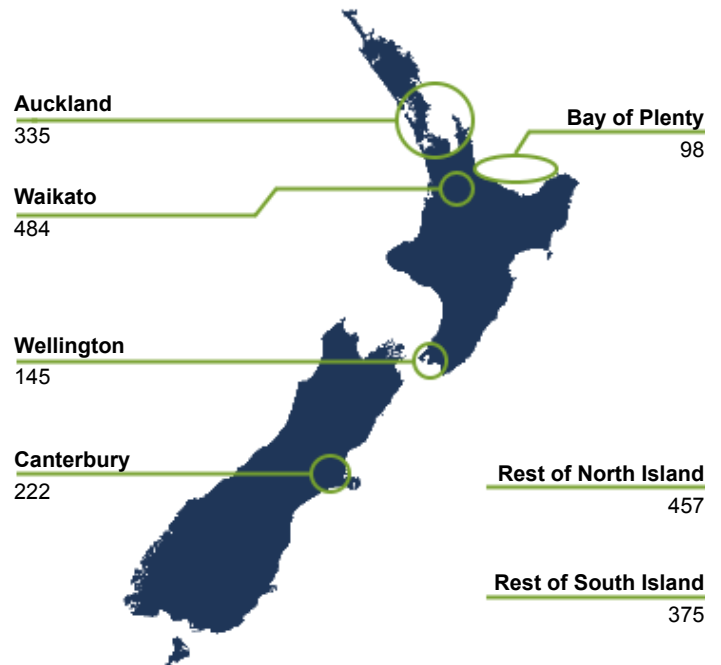 Auckland
335
Bay of Plenty
98
Waikato
484
Wellington
145
Canterbury
222
Rest of North Island
457
Rest of South Island
375